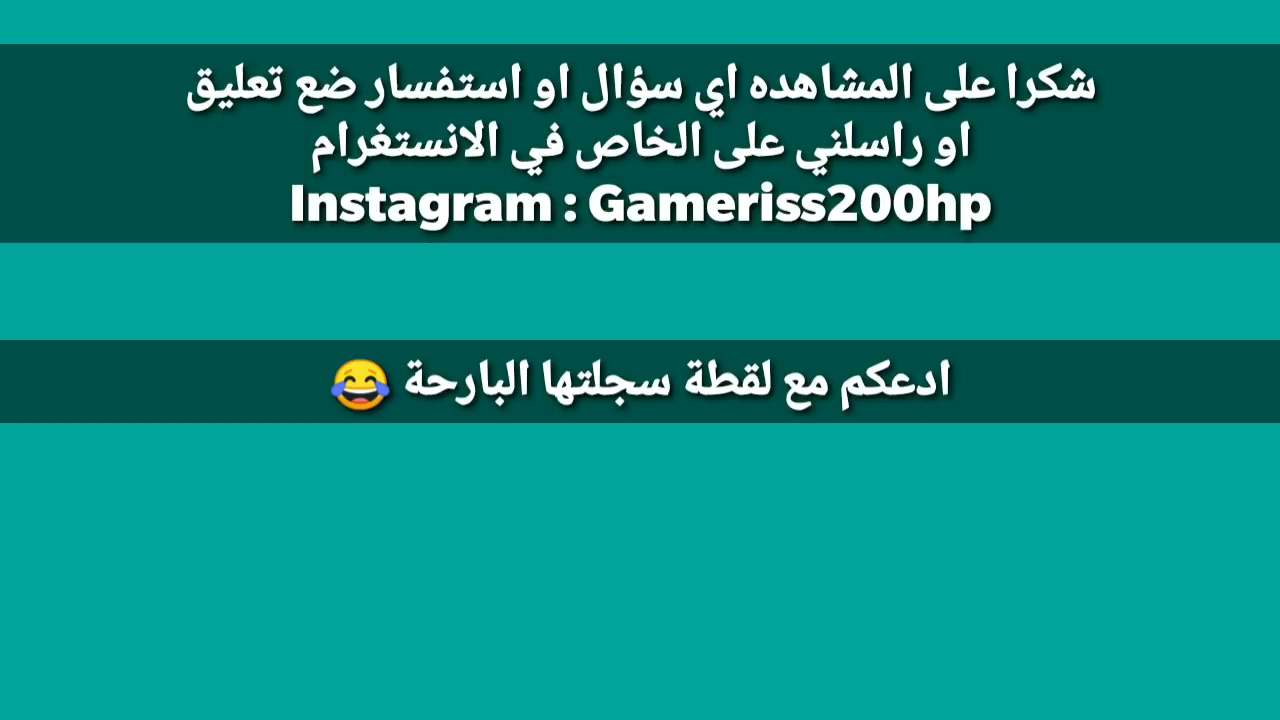 شكرا على المشاهده اي سؤال او استفسار ضع تعليق
او راسلني على الخاص في الانستغرام
Instagram : Gameriss200hp
ادعكم مع لقطة سجلتها البارحة 😂